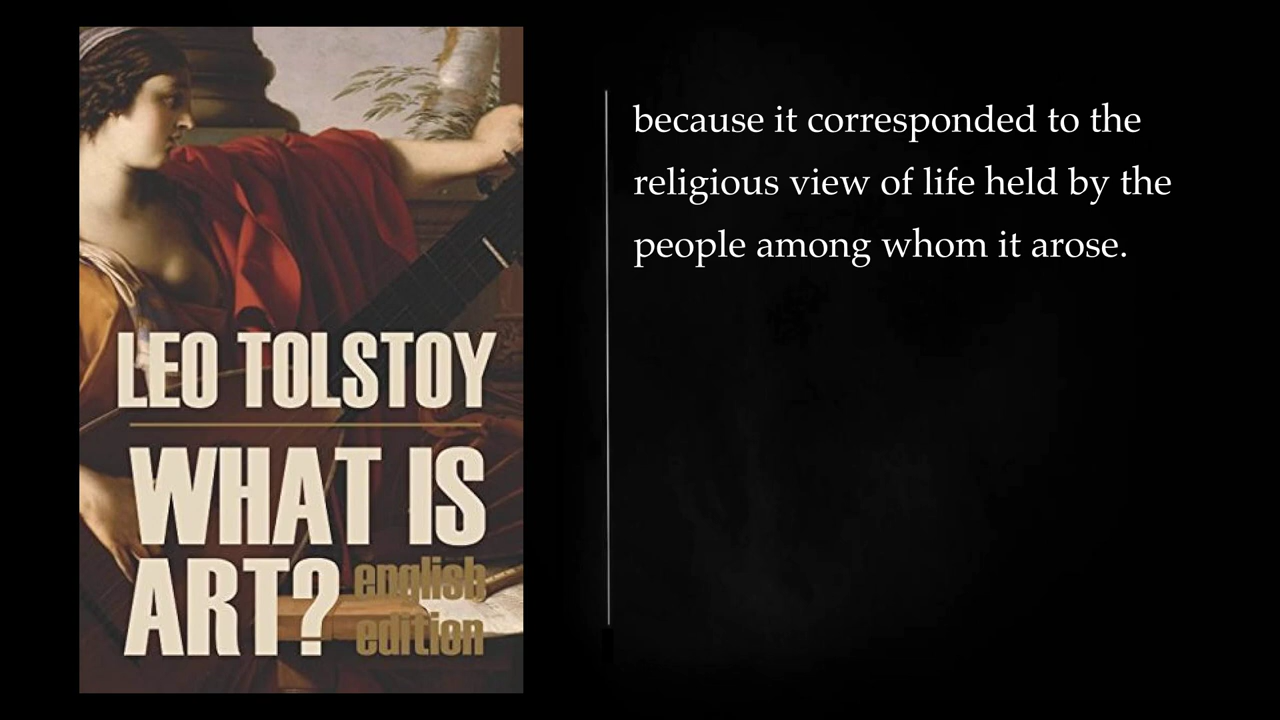 LEO TOLSTOY
WHAT IS
ART?
english
edition
because it corresponded to the
religious view of life held by the
people among whom it arose.